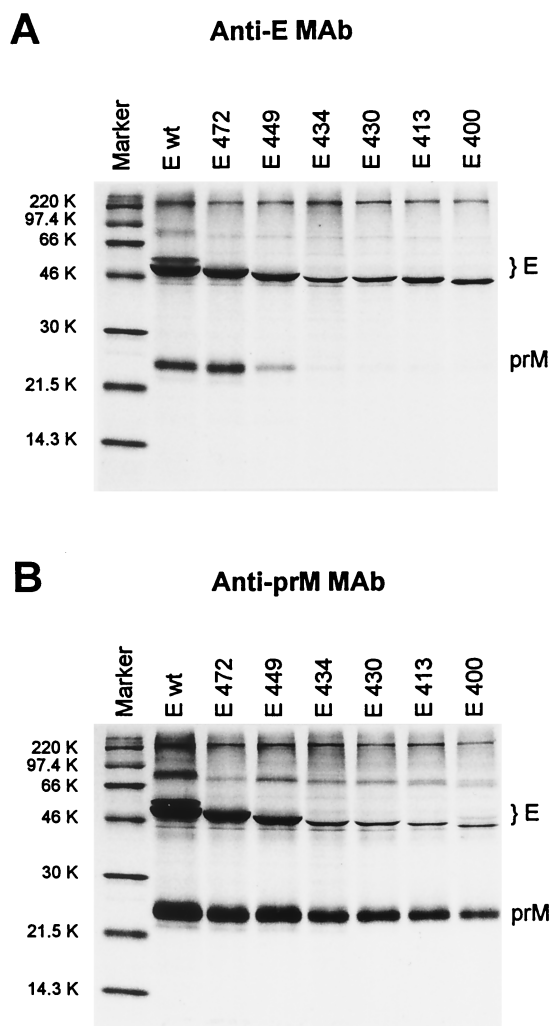 A
Anti-E MAb
Marker E wt E 472 E 449 E 434 E 430 E 413 E 400
220 K
97.4 K
66 K
46 K
30 K
21.5 K
14.3 K
} E
prM
B
Anti-prM MAb
Marker E wt E 472 E 449 E 434 E 430 E 413 E 400
220 K
97.4 K
66 K
46 K
30 K
21.5 K
14.3 K
} E
prM